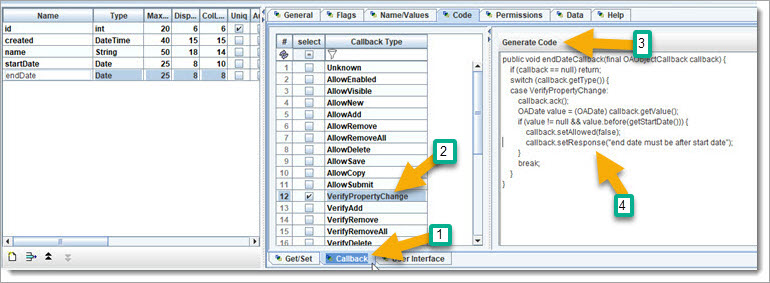 Name Type Max... Disp... ColL... Uniq
id int 20 6 6
created DateTime 40 15 15
name String 50 18 14
startDate Date 25 8 10
endDate Date 25 8
General Flags Name/Values Code Permissions Data Help
# select Callback Type
1 Unknown
2 AllowEnabled
3 AllowVisible
4 AllowNew
5 AllowAdd
6 AllowRemove
7 AllowRemoveAll
8 AllowDelete
9 AllowSave
10 AllowCopy
11 AllowSubmit
12 VerifyPropertyChange
13 VerifyAdd
14 VerifyRemove
15 VerifyRemoveAll
16 VerifyDelete
Get/Set Callback User Interface
Generate Code
public void endDateCallback(final OAObjectCallback callback) {
if (callback == null) return;
switch (callback.getType()) {
case VerifyPropertyChange:
callback.ack();
OADate value = (OADate) callback.getValue();
if (value != null && value.before(getStartDate())) {
callback.setAllowed(false);
callback.setResponse("end date must be after start date");
}
break;
}
}
1
2
3
4